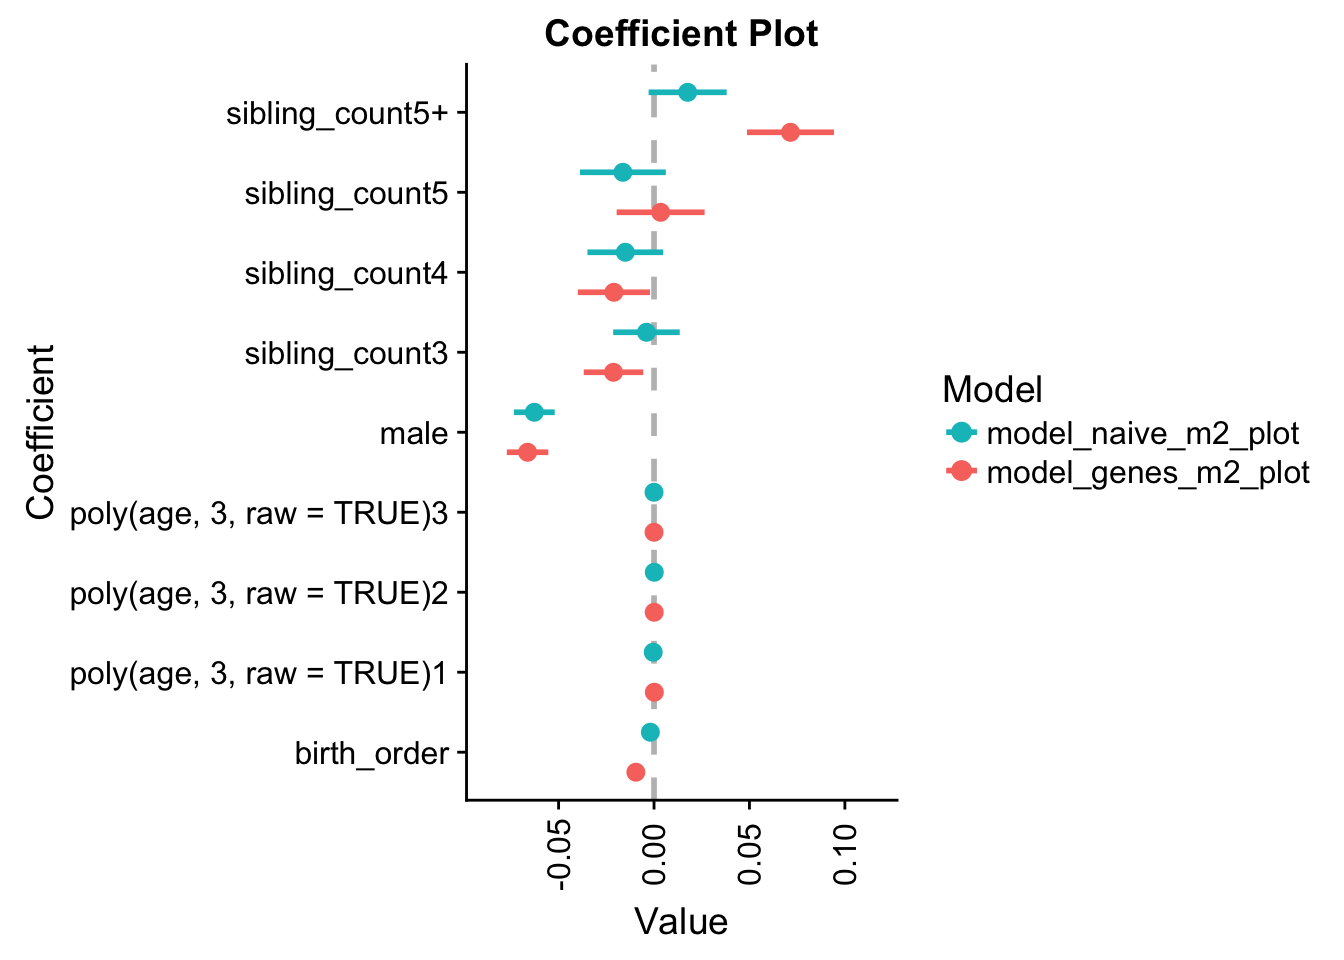 Coefficient Plot
Coefficient
sibling_count5+
sibling_count5
sibling_count4
sibling_count3
male
poly(age, 3, raw = TRUE)3
poly(age, 3, raw = TRUE)2
poly(age, 3, raw = TRUE)1
birth_order
-0.05
0.00
0.05
0.10
Value
Model
model_naive_m2_plot
model_genes_m2_plot